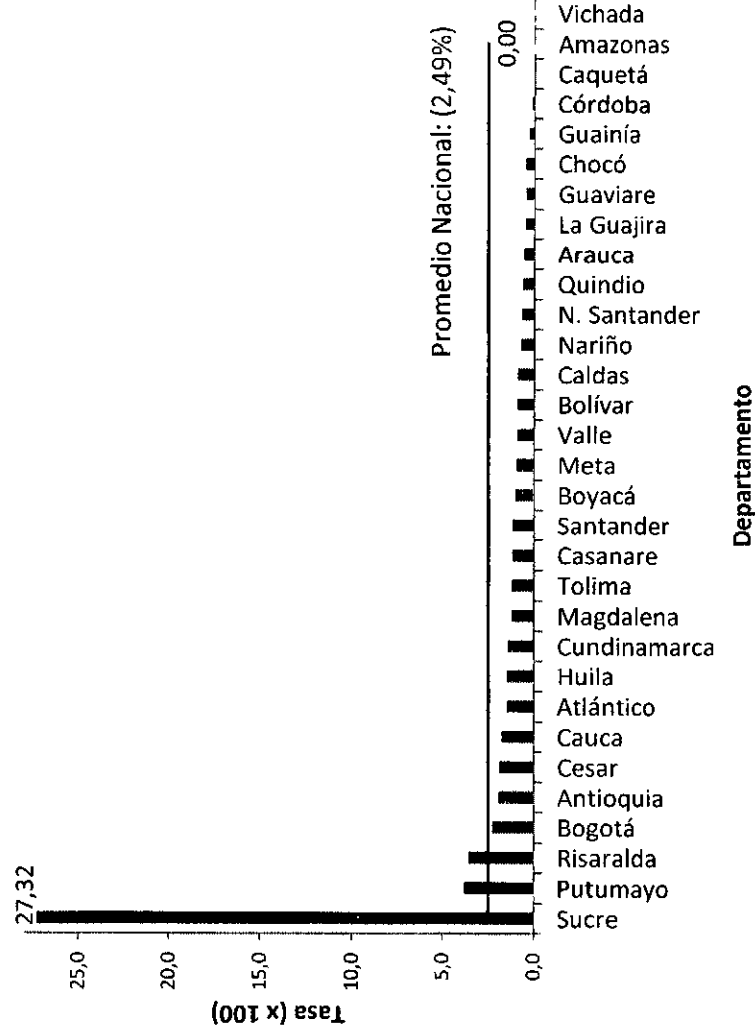 Tasa (x 100)
25,0
20,0
15,0
10,0
5,0
0,0
27,32
Promedio Nacional: (2,49%)
0,00
Sucre
Putumayo
Risaralda
Bogotá
Antioquia
Cesar
Cauca
Atlántico
Huila
Cundinamarca
Magdalena
Tolima
Casanare
Santander
Boyacá
Meta
Valle
Bolívar
Caldas
Nariño
N. Santander
Quindio
Arauca
La Guajira
Guaviare
Chocó
Guainía
Córdoba
Caquetá
Amazonas
Vichada
Departamento